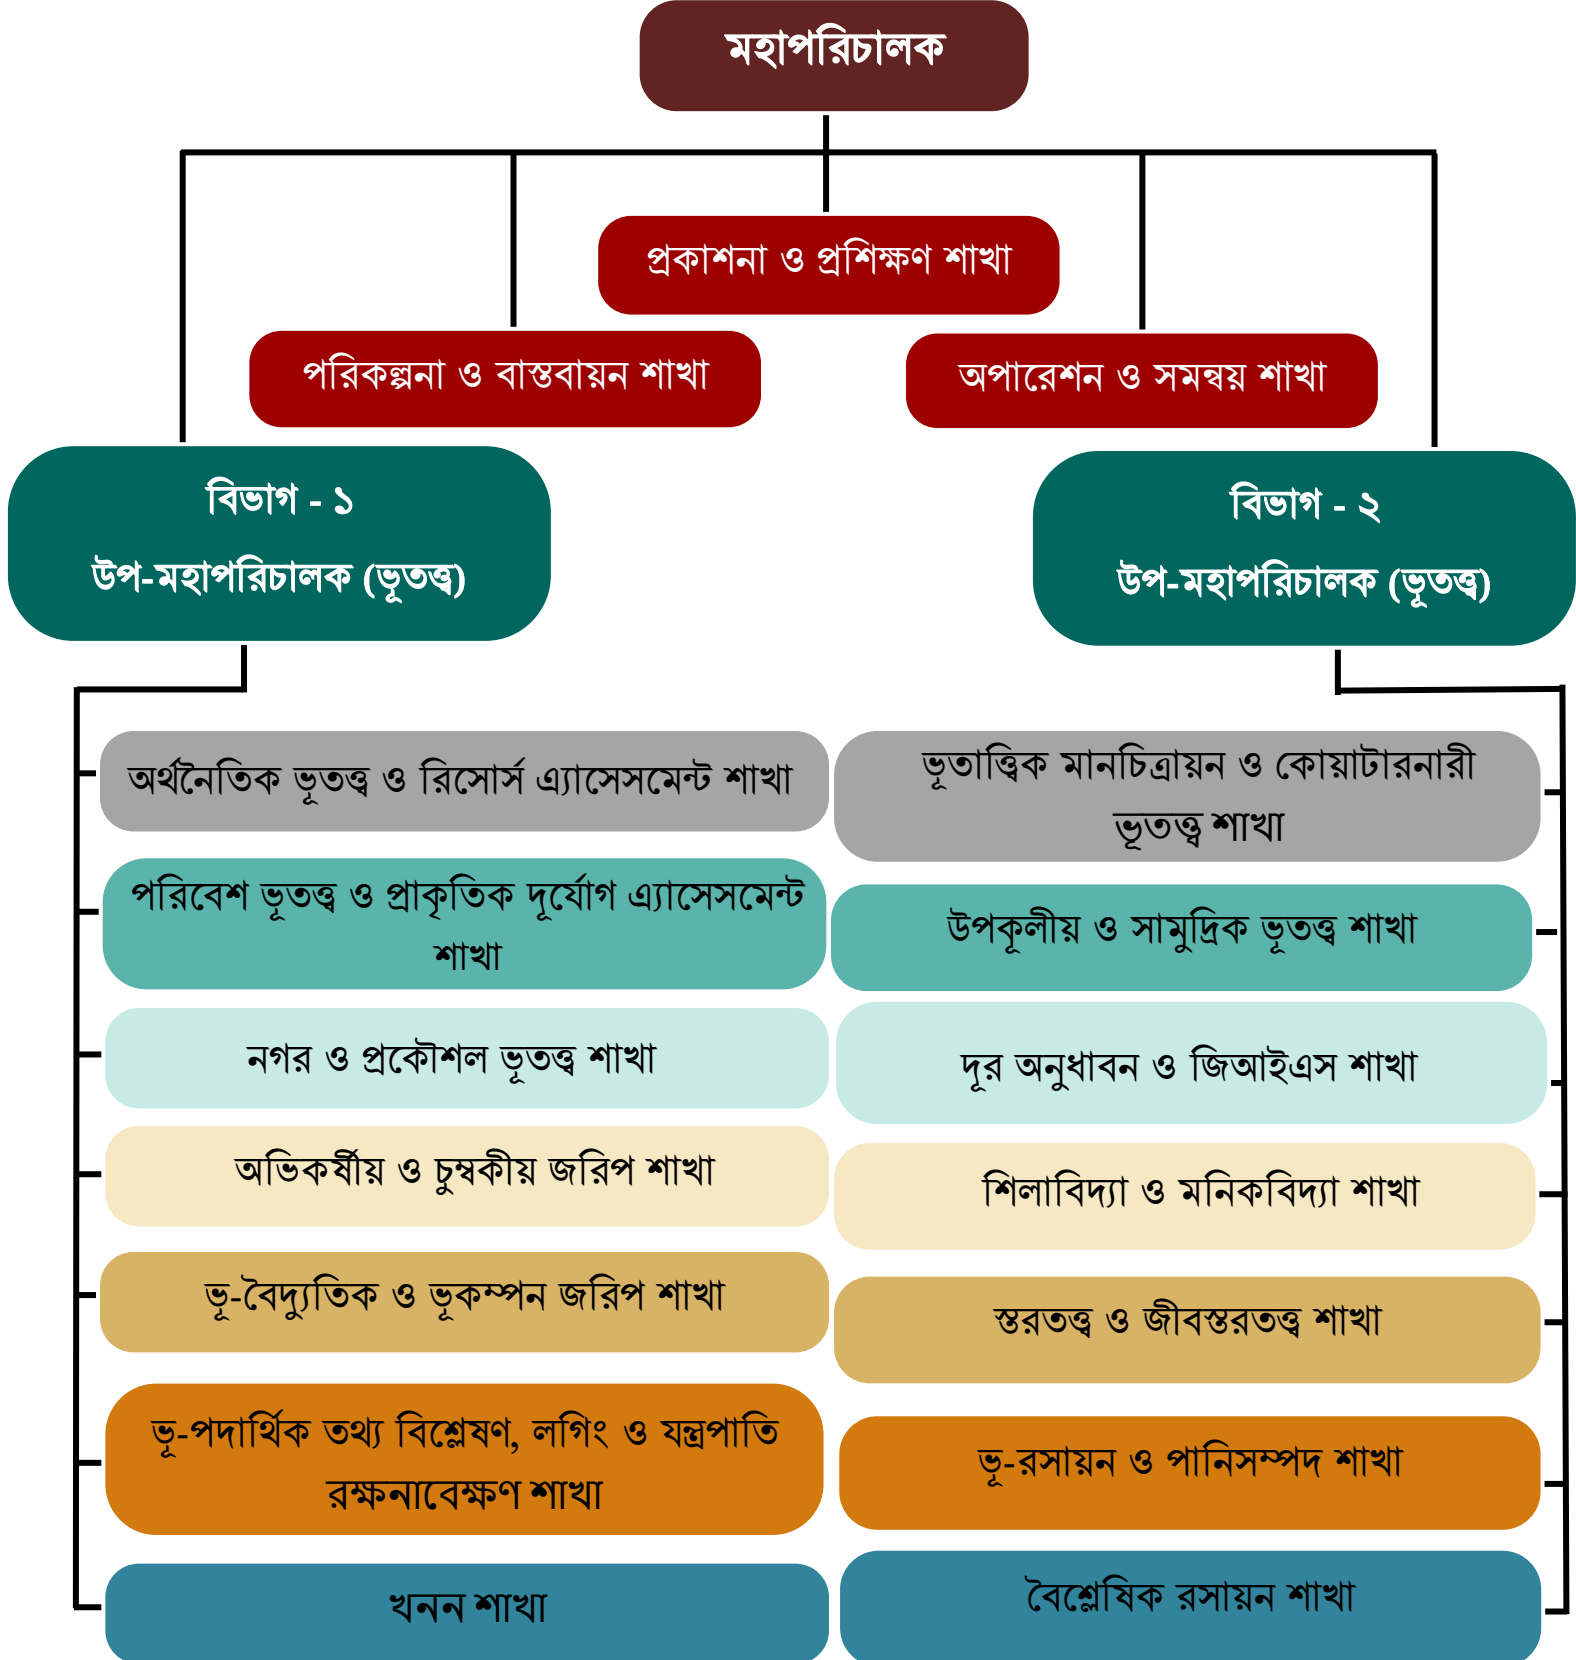 মহাপরিচালক
প্রকাশনা ও প্রশিক্ষণ শাখা
পরিকল্পনা ও বাস্তবায়ন শাখা
অপারেশন ও সমন্বয় শাখা
বিভাগ - ১
উপ-মহাপরিচালক (ভূতত্ত্ব)
বিভাগ - ২
উপ-মহাপরিচালক (ভূতত্ত্ব)
অর্থনৈতিক ভূতত্ত্ব ও রিসোর্স এ্যাসেসমেন্ট শাখা
পরিবেশ ভূতত্ত্ব ও প্রাকৃতিক দূর্যোগ এ্যাসেসমেন্ট
শাখা
নগর ও প্রকৌশল ভূতত্ত্ব শাখা
অভিকর্ষীয় ও চুম্বকীয় জরিপ শাখা
ভূ-বৈদ্যুতিক ও ভূকম্পন জরিপ শাখা
ভূ-পদার্থিক তথ্য বিশ্লেষণ, লগিং ও যন্ত্রপাতি
রক্ষনাবেক্ষণ শাখা
খনন শাখা
ভূতাত্ত্বিক মানচিত্রায়ন ও কোয়াটারনারী
ভূতত্ত্ব শাখা
উপকূলীয় ও সামুদ্রিক ভূতত্ত্ব শাখা
দূর অনুধাবন ও জিআইএস শাখা
শিলাবিদ্যা ও মনিকবিদ্যা শাখা
স্তরতত্ত্ব ও জীবস্তরতত্ত্ব শাখা
ভূ-রসায়ন ও পানিসম্পদ শাখা
বৈশ্লেষিক রসায়ন শাখা